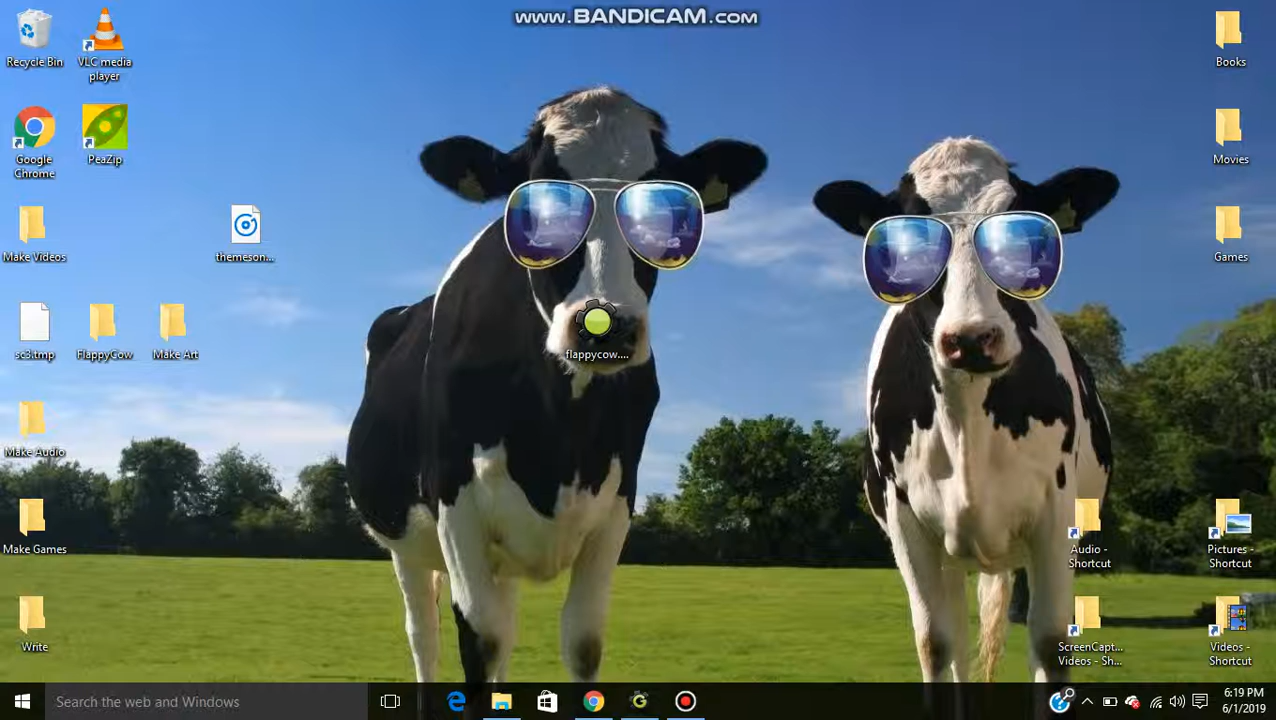 www.BANDICAM.com
Recycle Bin
VLC media
player
Books
Google
Chrome
PeaZip
Movies
Make Videos
themeson...
Games
sc3.tmp
FlappyCow
Make Art
flappycow....
Make Audio
Make Games
Audio -
Shortcut
Pictures -
Shortcut
Write
ScreenCapt...
Videos - Sh...
Videos -
Shortcut
Search the web and Windows
6:19 PM
6/1/2019